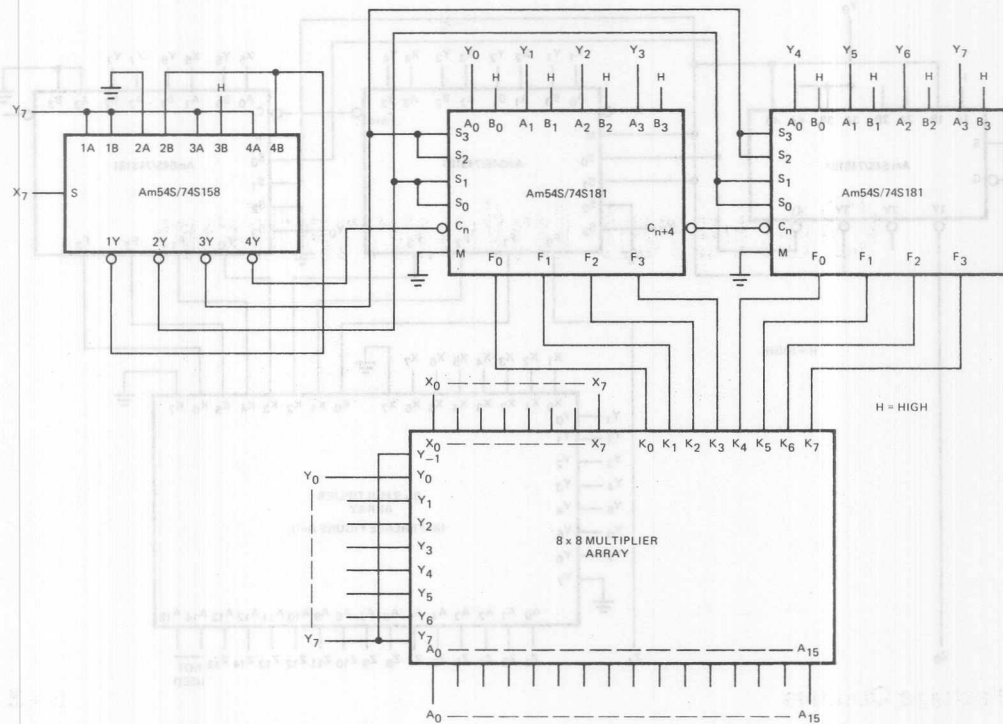 Y0 Y1 Y2 Y3 Y4 Y5 Y6 Y7
H H H H H H H H H
A0 B0 A1 B1 A2 B2 A3 B3 A0 B0 A1 B1 A2 B2 A3 B3
Y7
1A 1B 2A 2B 3A 3B 4A 4B
X7 S Am54S/74S158
1Y 2Y 3Y 4Y
S3
S2
S1
S0
Cn
M
Am54S/74S181
Cn+4
F0 F1 F2 F3
S3
S2
S1
S0
Cn
M
Am54S/74S181
F0 F1 F2 F3
H = HIGH
X0 X7
X0 X7 K0 K1 K2 K3 K4 K5 K6 K7
Y-1
Y0 Y0
Y1
Y2
Y3
Y4
Y5
Y6
Y7 Y7
8 x 8 MULTIPLIER
ARRAY
A0 A15
A0 A15